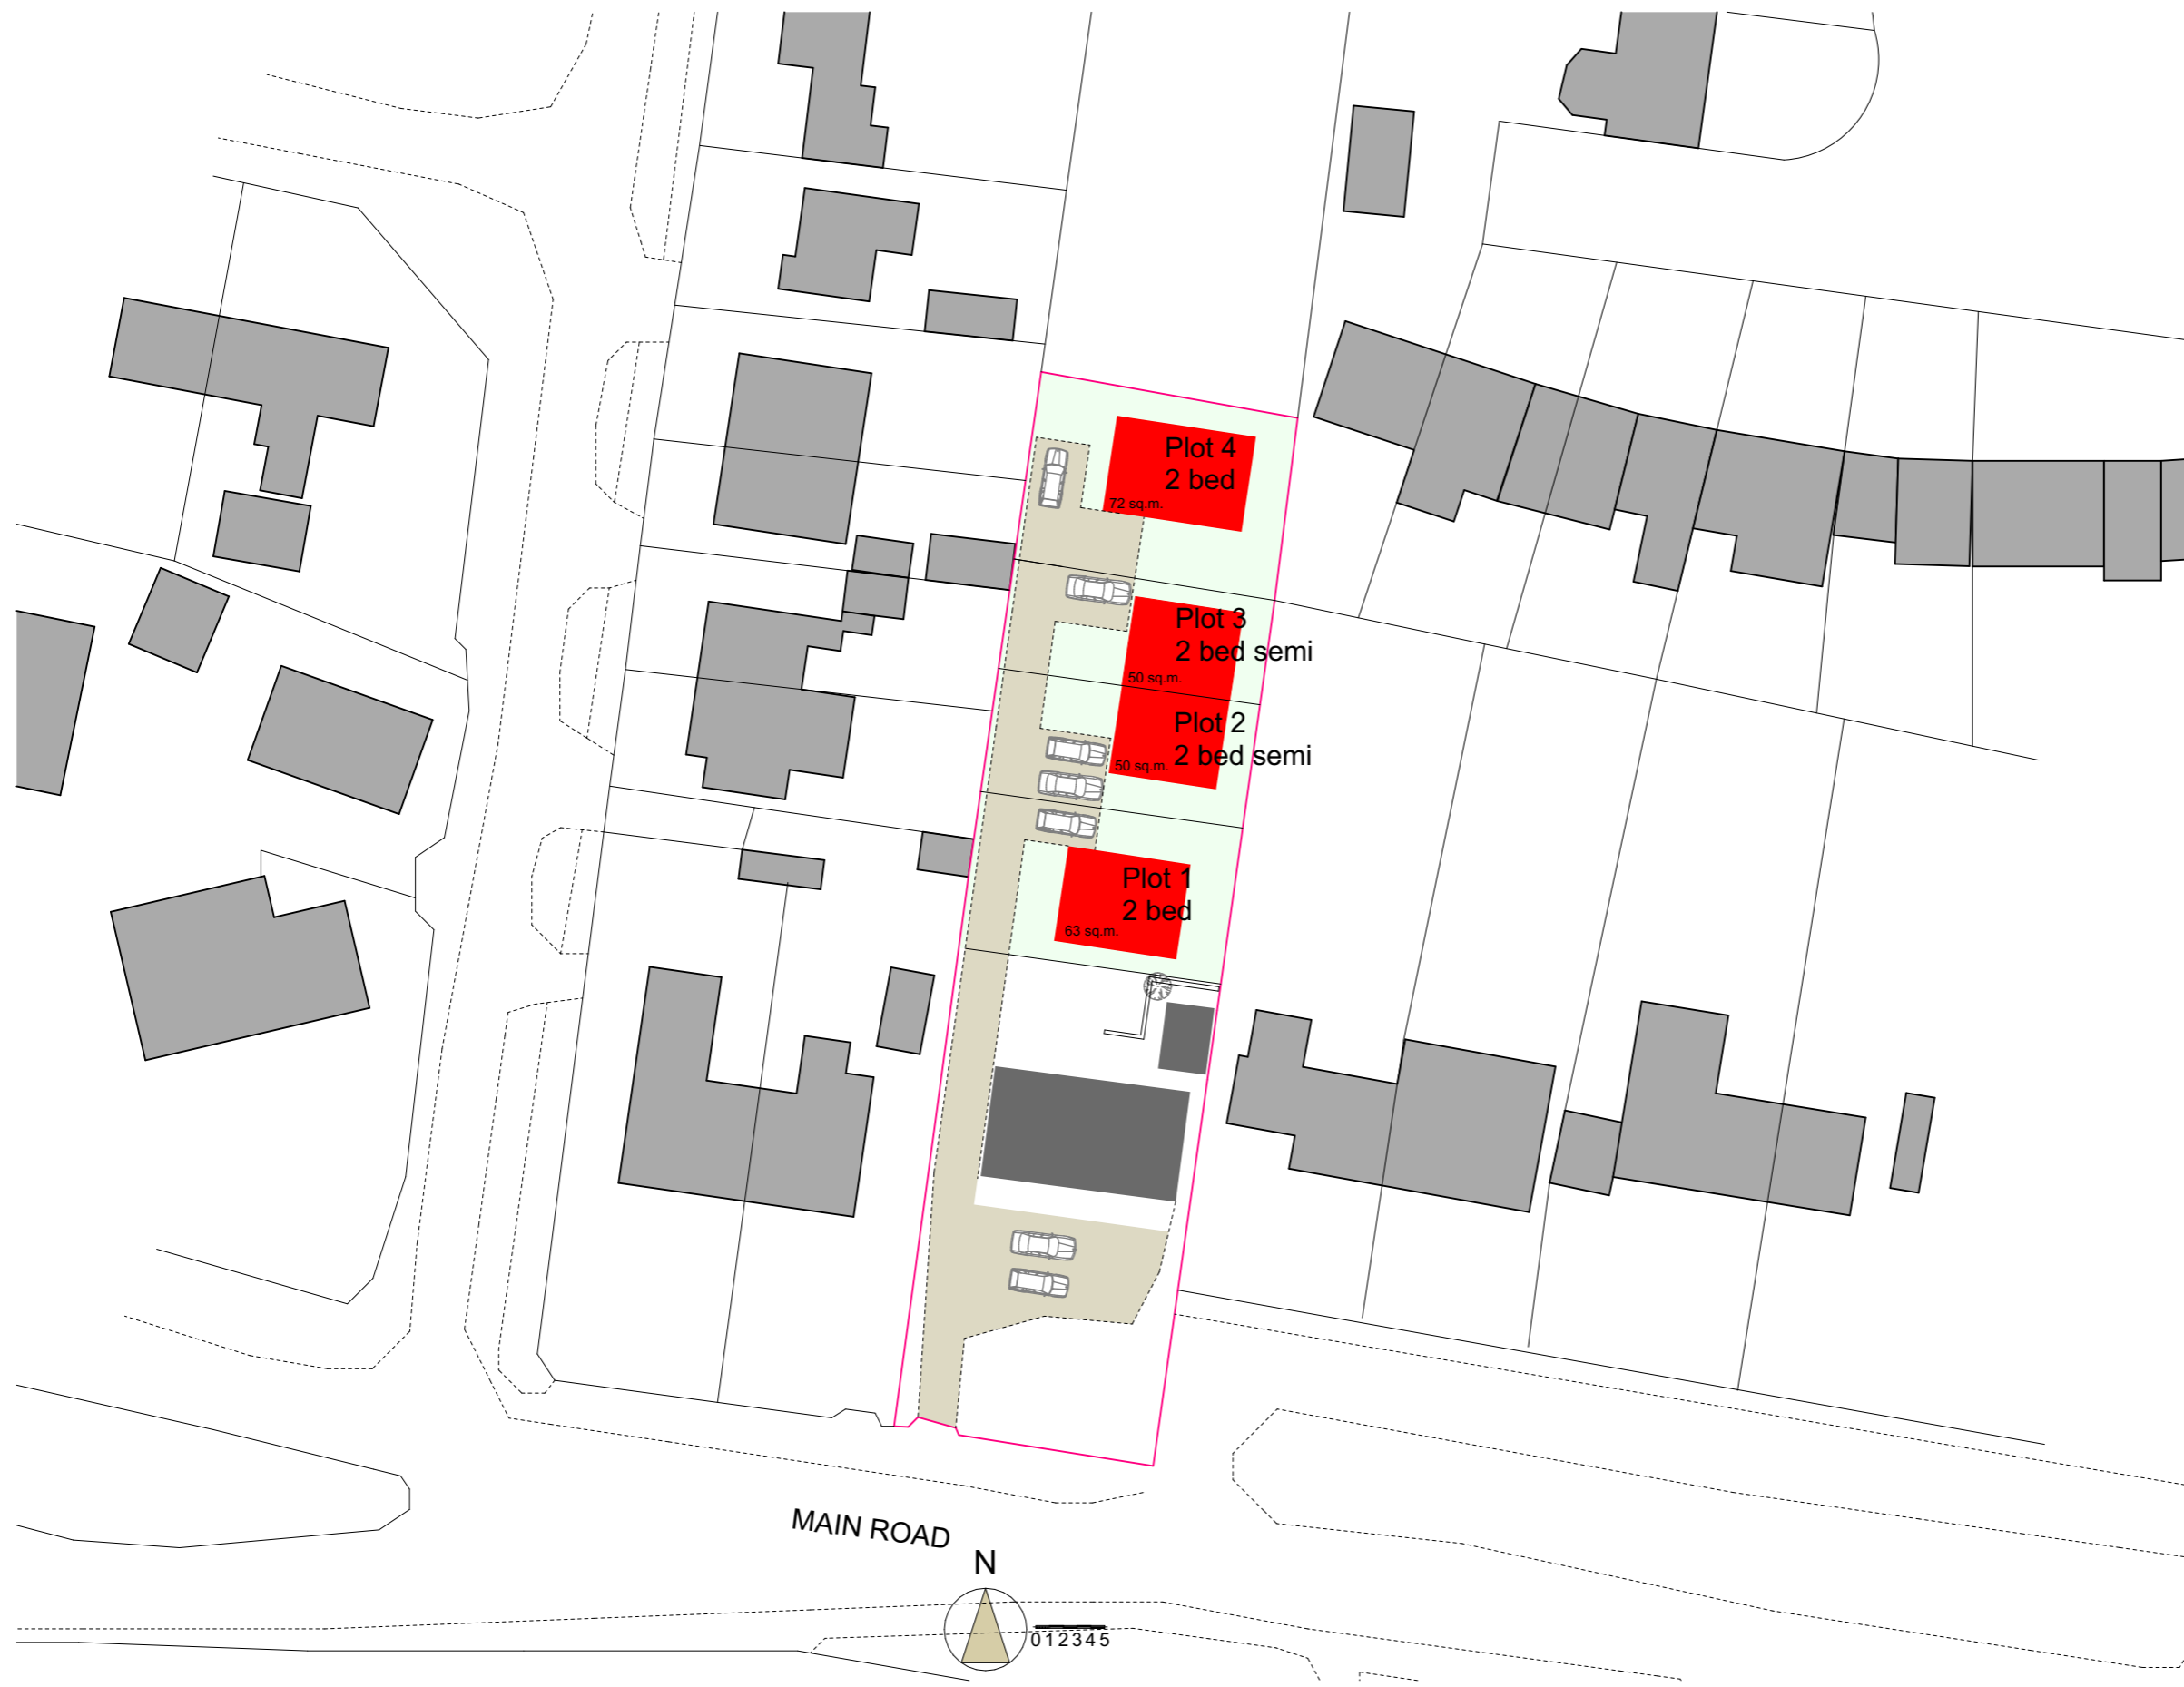 Plot 4
2 bed
72 sq.m.
Plot 3
2 bed semi
50 sq.m.
Plot 2
2 bed semi
50 sq.m.
Plot 1
2 bed
63 sq.m.
MAIN ROAD
N
012345